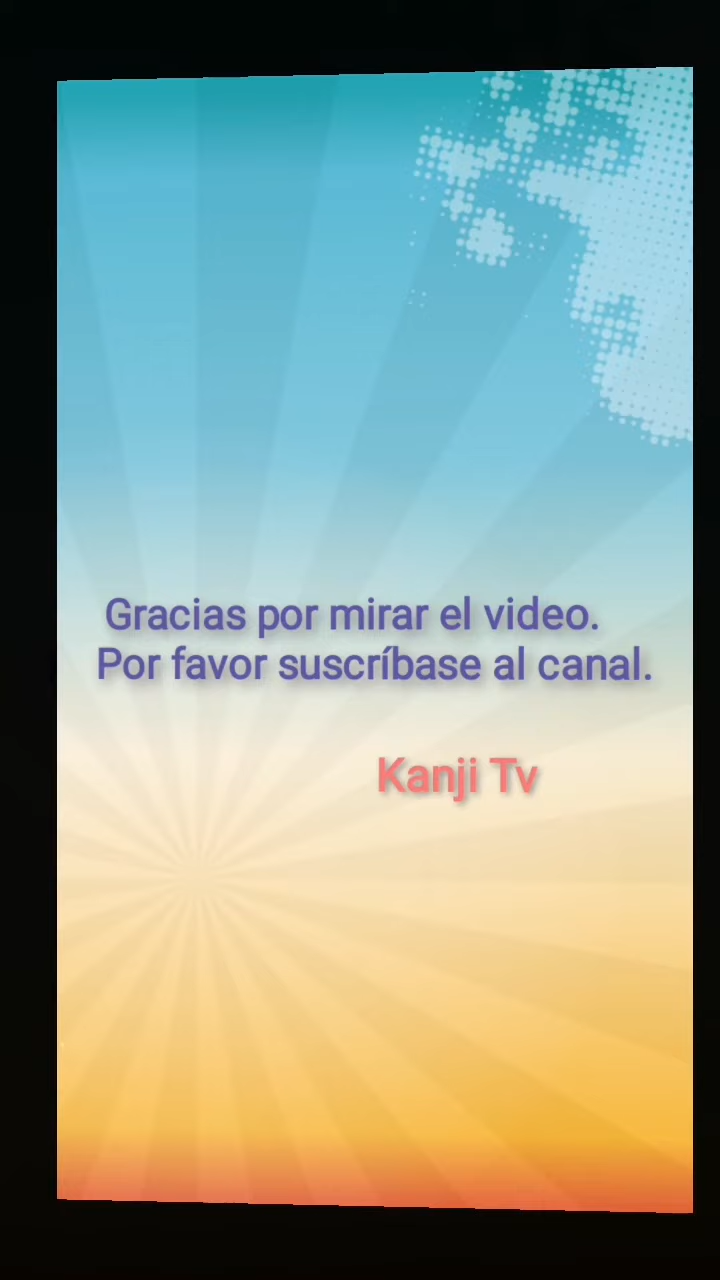 Gracias por mirar el video.
Por favor suscríbase al canal.
Kanji Tv